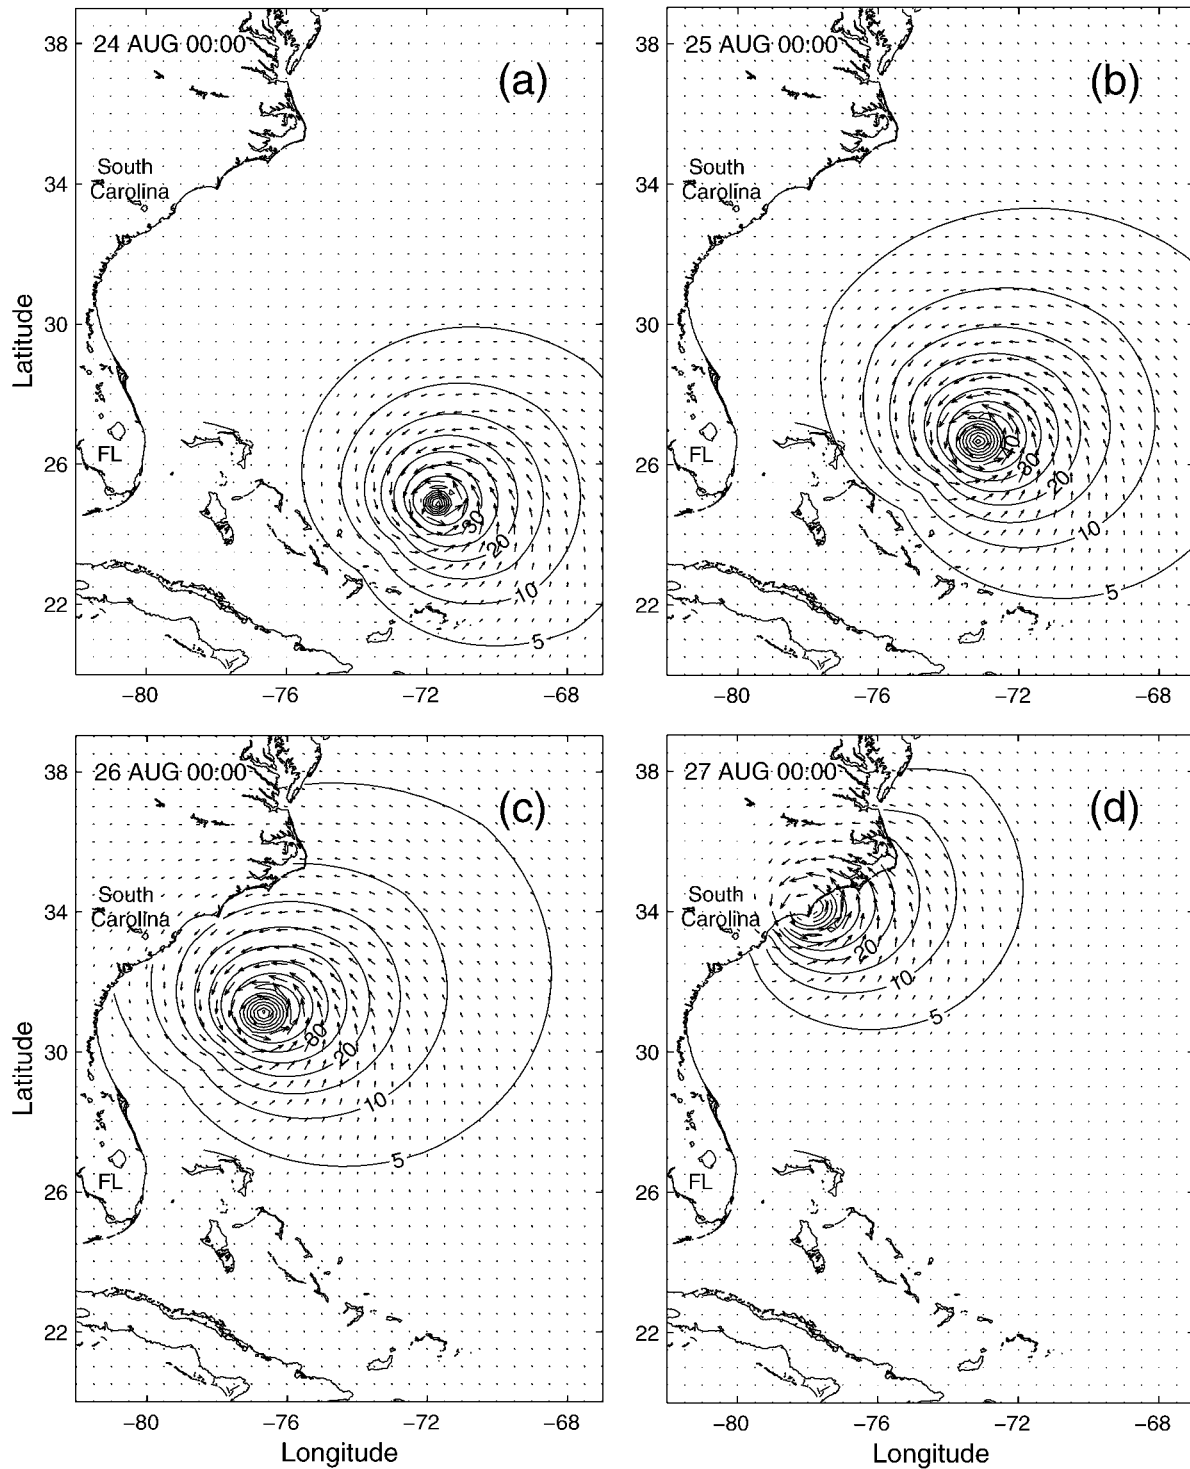 24 AUG 00:00
(a)
38
34
30
26
22
Latitude
South
Carolina
FL
30
20
10
5
−80
−76
−72
−68
25 AUG 00:00
(b)
38
34
30
26
22
South
Carolina
FL
40
30
20
10
5
−80
−76
−72
−68
26 AUG 00:00
(c)
38
34
30
26
22
Latitude
South
Carolina
FL
30
20
10
5
−80
−76
−72
−68
Longitude
27 AUG 00:00
(d)
38
34
30
26
22
South
Carolina
FL
20
10
5
−80
−76
−72
−68
Longitude